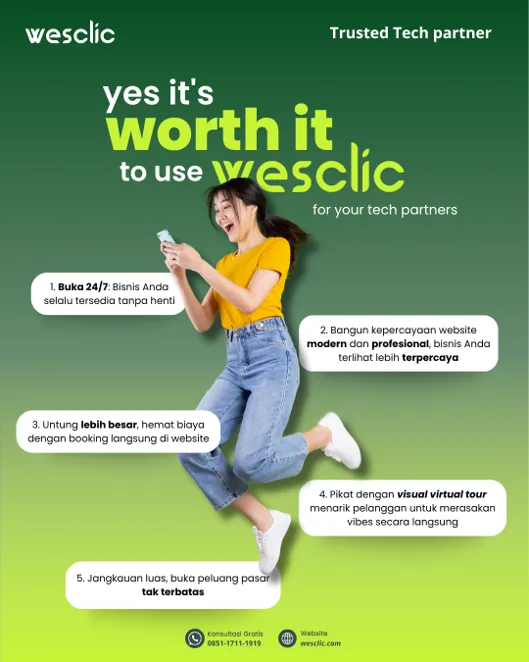 wesclic
Trusted Tech partner
yes it's
worth it
to use wesclic
for your tech partners
1. Buka 24/7: Bisnis Anda
selalu tersedia tanpa henti
2. Bangun kepercayaan website
modern dan profesional, bisnis Anda
terlihat lebih terpercaya
3. Untung lebih besar, hemat biaya
dengan booking langsung di website
4. Pikat dengan visual virtual tour
menarik pelanggan untuk merasakan
vibes secara langsung
5. Jangkauan luas, buka peluang pasar
tak terbatas
Konsultasi Gratis
0851-1711-1919
Website
wesclic.com